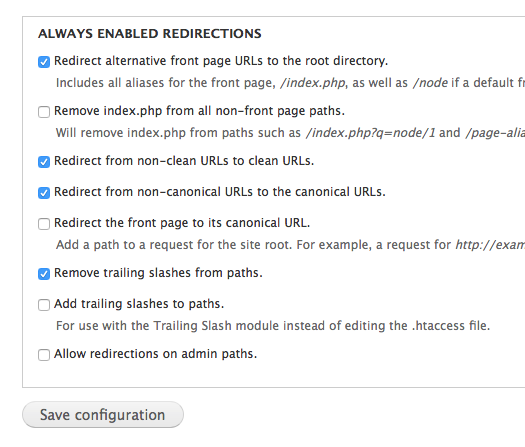 ALWAYS ENABLED REDIRECTIONS
Redirect alternative front page URLs to the root directory.
Includes all aliases for the front page, /index.php, as well as /node if a default
Remove index.php from all non-front page paths.
Will remove index.php from paths such as /index.php?q=node/1 and
Redirect from non-clean URLs to clean URLs.
Redirect from non-canonical URLs to the canonical URLs.
Redirect the front page to its canonical URL.
Add a path to a request for the site root. For example, a request for
Remove trailing slashes from paths.
Add trailing slashes to paths.
For use with the Trailing Slash module instead of editing the .htaccess file.
Allow redirections on admin paths.
Save configuration